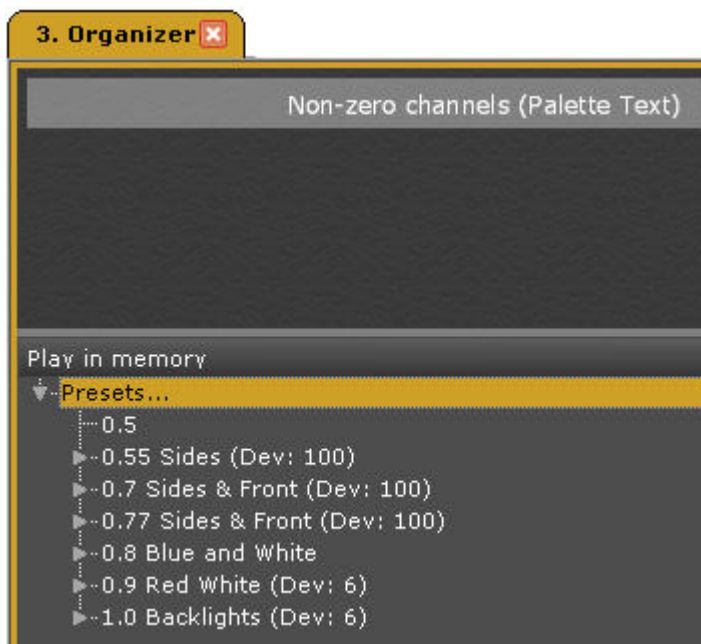 3. Organizer
Non-zero channels (Palette Text)
Play in memory
Presets...
0.5
0.55 Sides (Dev: 100)
0.7 Sides & Front (Dev: 100)
0.77 Sides & Front (Dev: 100)
0.8 Blue and White
0.9 Red White (Dev: 6)
1.0 Backlights (Dev: 6)